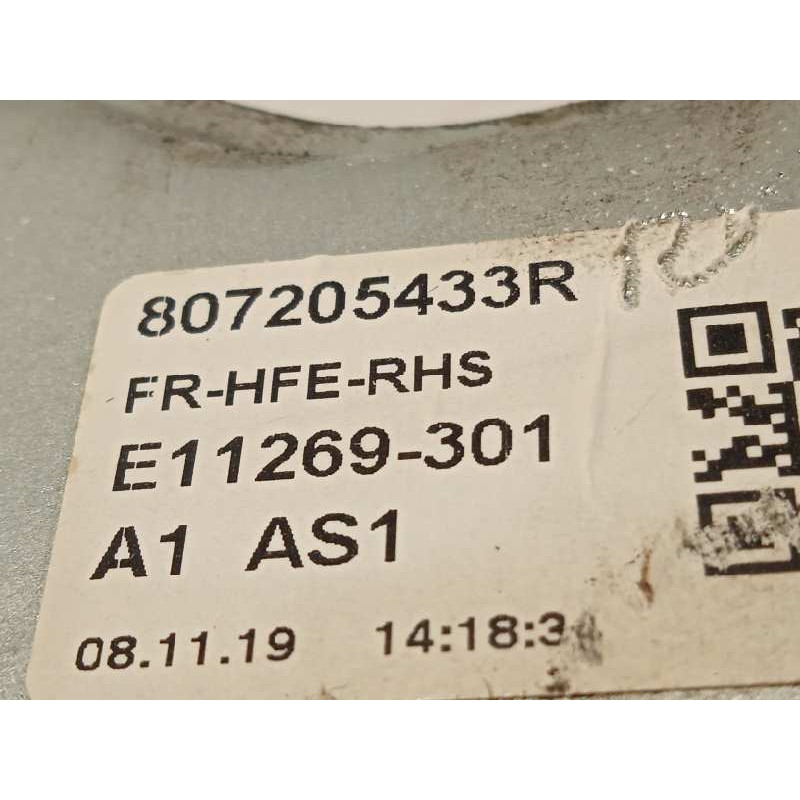 807205433R
FR-HFE-RHS
E11269-301
A1 AS1
08.11.19 14:18:3